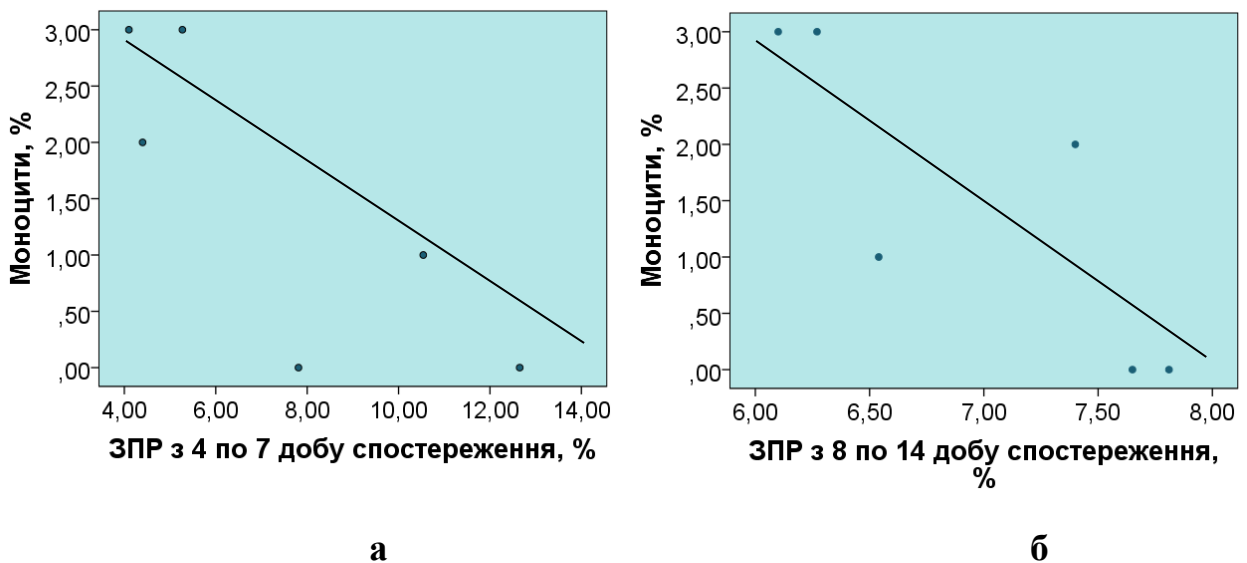 3,00
2,50
2,00
1,50
1,00
,50
,00
Моноцити, %
4,00 6,00 8,00 10,00 12,00 14,00
ЗПР з 4 по 7 добу спостереження, %
а
3,00
2,50
2,00
1,50
1,00
,50
,00
Моноцити, %
6,00 6,50 7,00 7,50 8,00
ЗПР з 8 по 14 добу спостереження,
%
б